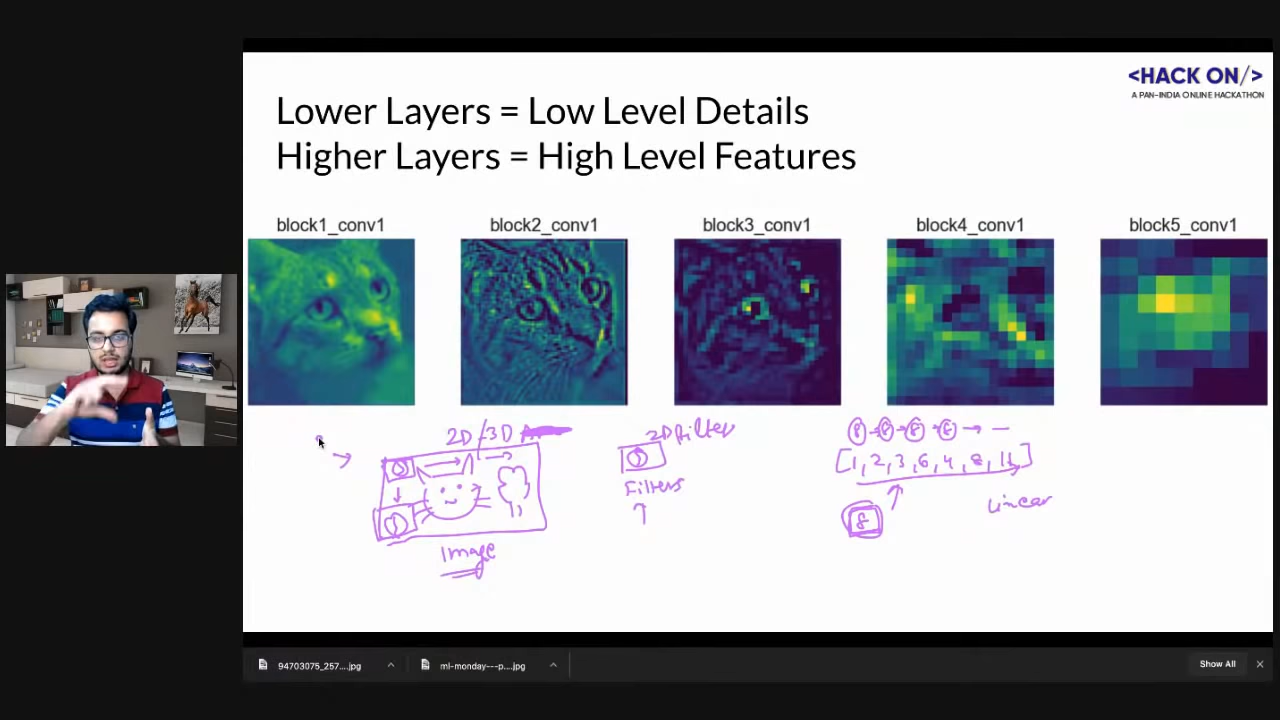 <HACK ON/>
A PAN-INDIA ONLINE HACKATHON
Lower Layers = Low Level Details
Higher Layers = High Level Features
block1_conv1
block2_conv1
block3_conv1
block4_conv1
block5_conv1
2D/3D
Image
2D filter
Filters
[1, 2, 3, 6, 4, 8, 11]
8
Linear
94703075_257....jpg
ml-monday---p....jpg
Show All